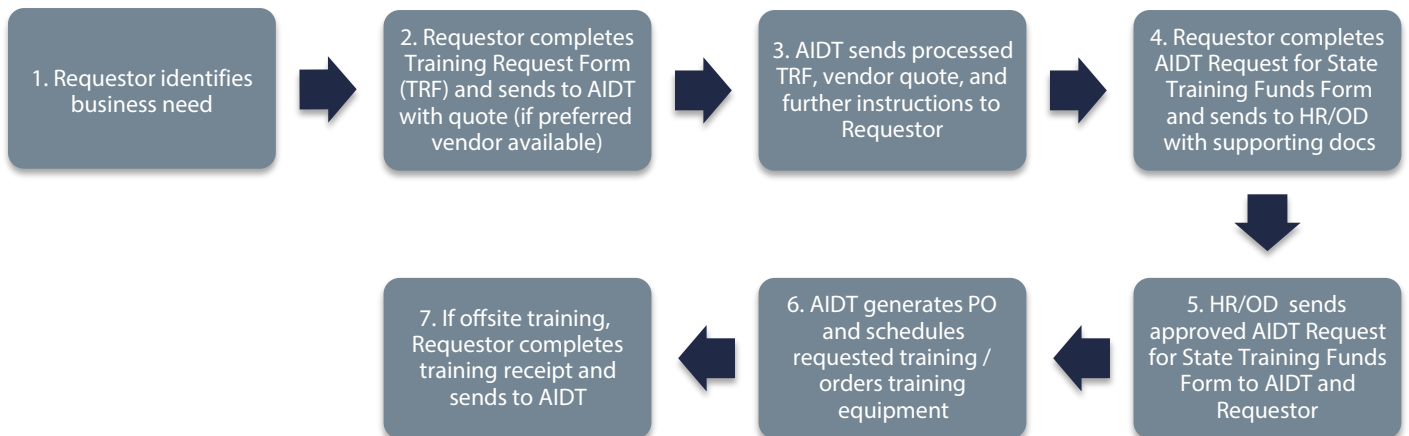 1. Requestor identifies
business need
2. Requestor completes
Training Request Form
(TRF) and sends to AIDT
with quote (if preferred
vendor available)
3. AIDT sends processed
TRF, vendor quote, and
further instructions to
Requestor
4. Requestor completes
AIDT Request for State
Training Funds Form
and sends to HR/OD
with supporting docs
5. HR/OD sends
approved AIDT Request
for State Training Funds
Form to AIDT and
Requestor
6. AIDT generates PO
and schedules
requested training /
orders training
equipment
7. If offsite training,
Requestor completes
training receipt and
sends to AIDT